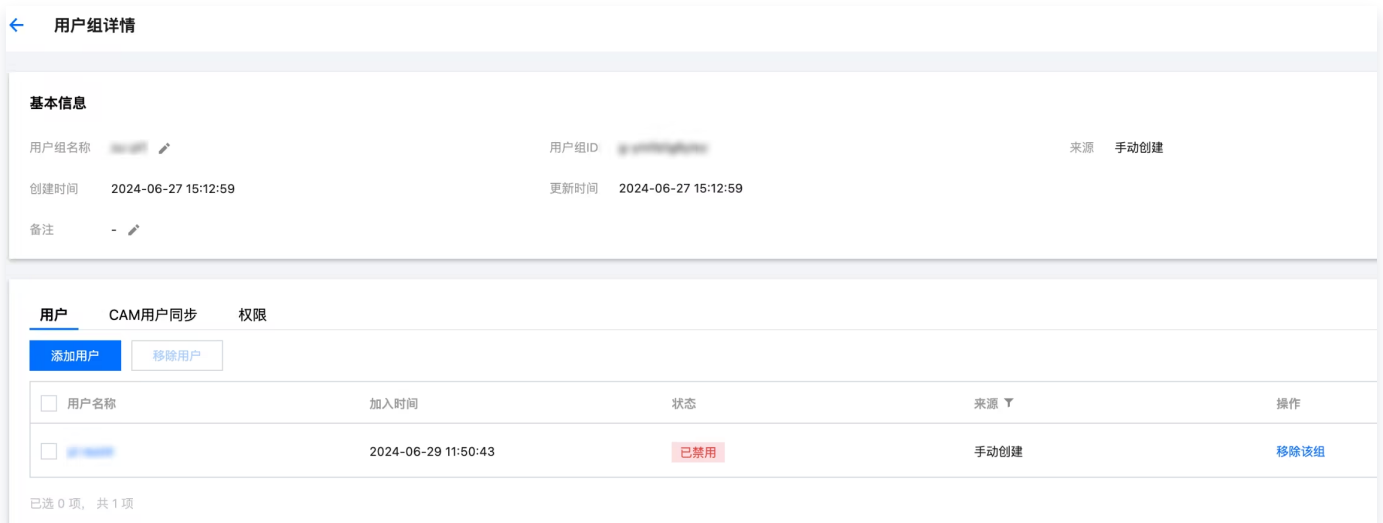 用户组详情
基本信息
用户组名称 用户组ID 来源 手动创建
创建时间 2024-06-27 15:12:59 更新时间 2024-06-27 15:12:59
备注 -
用户 CAM用户同步 权限
添加用户 移除用户
用户名称 加入时间 状态 来源 操作
2024-06-29 11:50:43 已禁用 手动创建 移除该组
已选 0 项, 共 1 项